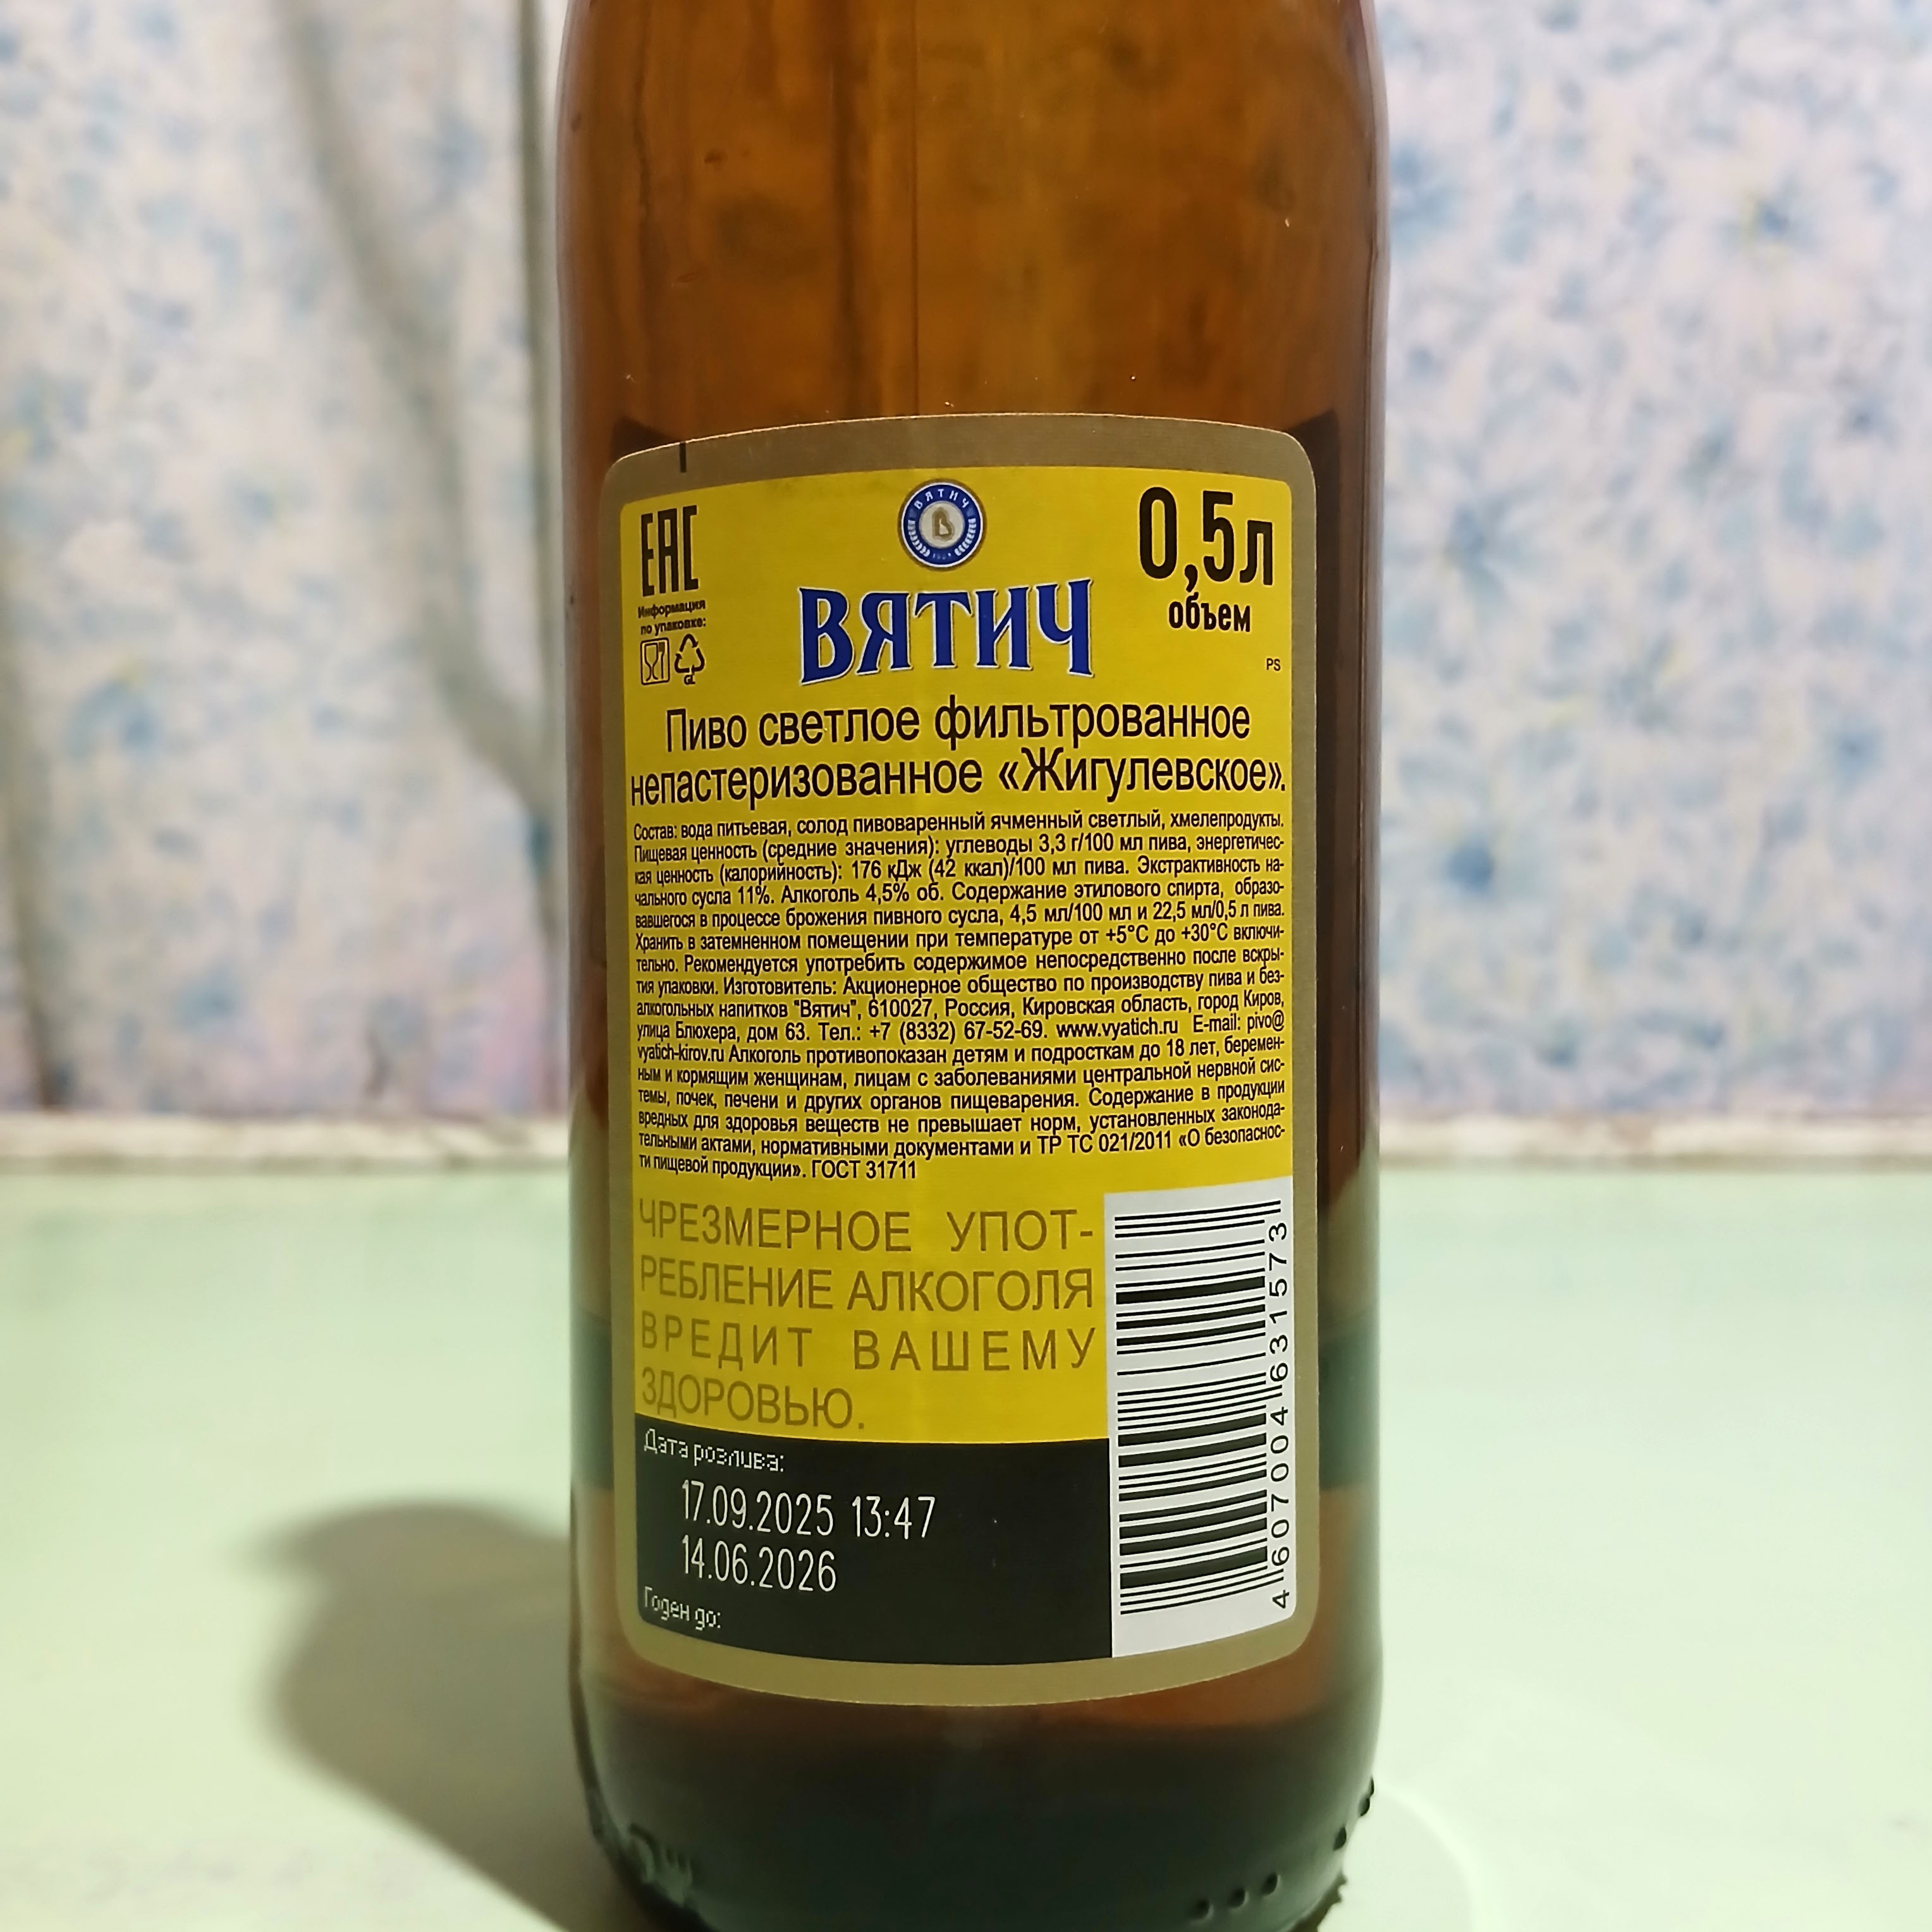 EAC
Информация
по упаковке:
GL
ВЯТИЧ
В
0,5л
объем
PS
ВЯТИЧ
Пиво светлое фильтрованное
непастеризованное «Жигулевское».
Состав: вода питьевая, солод пивоваренный ячменный светлый, хмелепродукты.
Пищевая ценность (средние значения): углеводы 3,3 г/100 мл пива, энергетичес-
кая ценность (калорийность): 176 кДж (42 ккал)/100 мл пива. Экстрактивность на-
чального сусла 11%. Алкоголь 4,5% об. Содержание этилового спирта, образо-
вавшегося в процессе брожения пивного сусла, 4,5 мл/100 мл и 22,5 мл/0,5 л пива.
Хранить в затемненном помещении при температуре от +5°С до +30°С включи-
тельно. Рекомендуется употребить содержимое непосредственно после вскры-
тия упаковки. Изготовитель: Акционерное общество по производству пива и без-
алкогольных напитков "Вятич", 610027, Россия, Кировская область, город Киров,
улица Блюхера, дом 63. Тел.: +7 (8332) 67-52-69. www.vyatich.ru E-mail: pivo@
vyatich-kirov.ru Алкоголь противопоказан детям и подросткам до 18 лет, беремен-
ным и кормящим женщинам, лицам с заболеваниями центральной нервной сис-
темы, почек, печени и других органов пищеварения. Содержание в продукции
вредных для здоровья веществ не превышает норм, установленных законода-
тельными актами, нормативными документами и ТР ТС 021/2011 «О безопаснос-
ти пищевой продукции». ГОСТ 31711
ЧРЕЗМЕРНОЕ УПОТ-
РЕБЛЕНИЕ АЛКОГОЛЯ
ВРЕДИТ ВАШЕМУ
ЗДОРОВЬЮ.
Дата розлива:
17.09.2025 13:47
14.06.2026
Годен до:
4 607004 631573